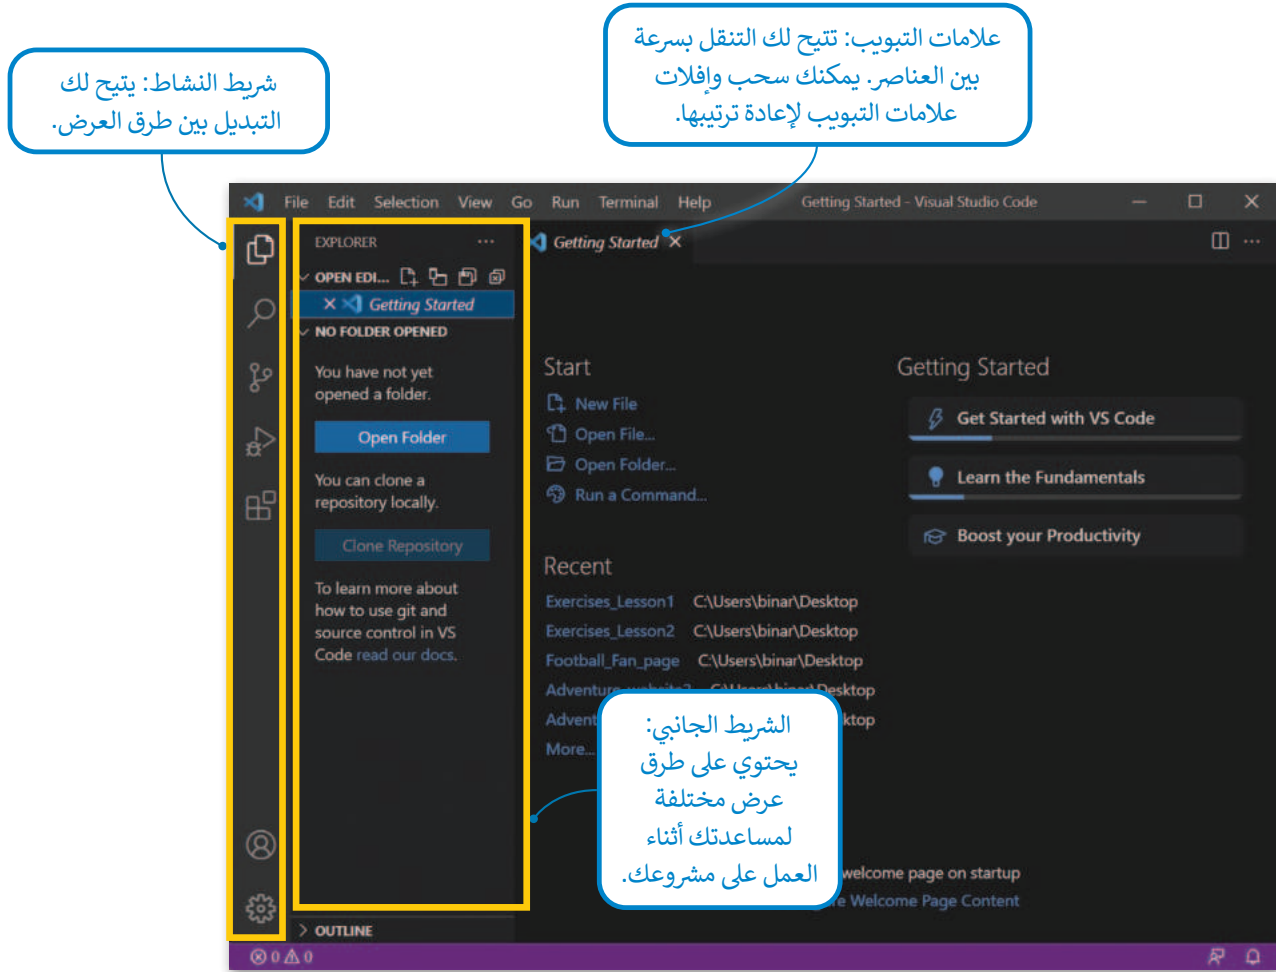 علامات التبويب: تتيح لك التنقل بسرعة
بين العناصر. يمكنك سحب وإفلات
علامات التبويب لإعادة ترتيبها.
شريط النشاط: يتيح لك
التبديل بين طرق العرض.
File Edit Selection View Go Run Terminal Help Getting Started - Visual Studio Code
EXPLORER
Getting Started
OPEN EDI...
Getting Started
NO FOLDER OPENED
You have not yet
opened a folder.
Open Folder
You can clone a
repository locally.
Clone Repository
To learn more about
how to use git and
source control in VS
Code read our docs.
OUTLINE
Start
New File
Open File...
Open Folder...
Run a Command...
Recent
Exercises_Lesson1 C:\Users\binar\Desktop
Exercises_Lesson2 C:\Users\binar\Desktop
Football_Fan_page C:\Users\binar\Desktop
More...
Getting Started
Get Started with VS Code
Learn the Fundamentals
Boost your Productivity
الشريط الجانبي:
يحتوي على طرق
عرض مختلفة
لمساعدتك أثناء
العمل على مشروعك.
welcome page on startup
Welcome Page Content
0 0